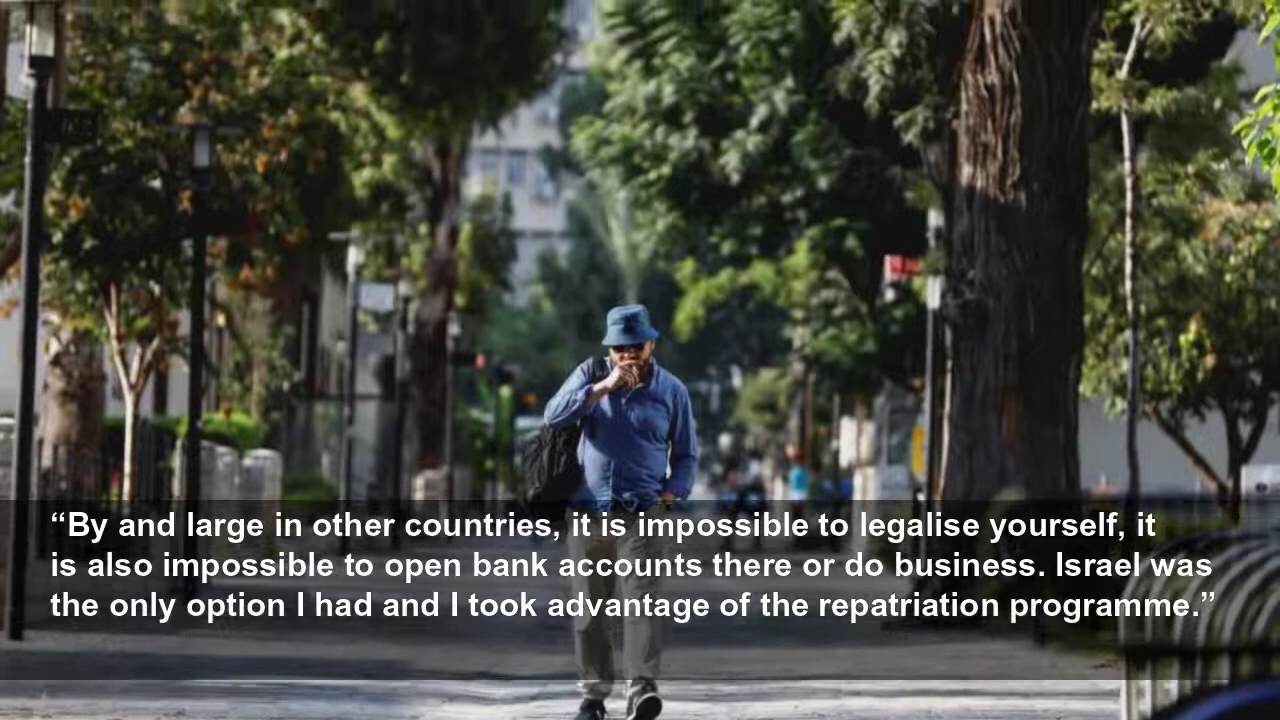 “By and large in other countries, it is impossible to legalise yourself, it
is also impossible to open bank accounts there or do business. Israel was
the only option I had and I took advantage of the repatriation programme.”